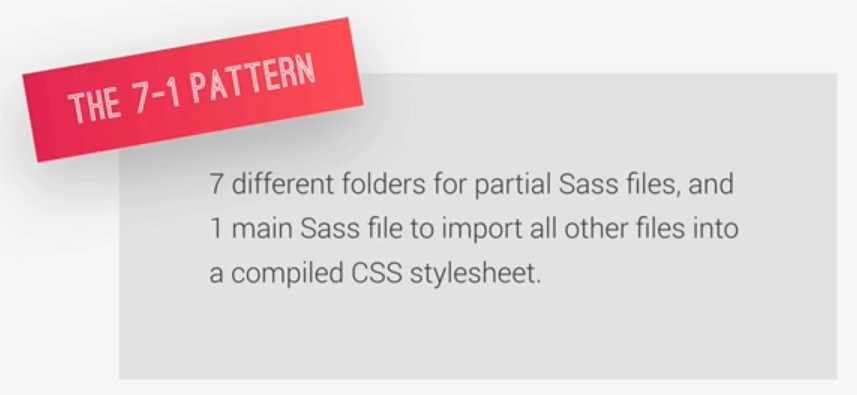 THE 7-1 PATTERN
7 different folders for partial Sass files, and
1 main Sass file to import all other files into
a compiled CSS stylesheet.